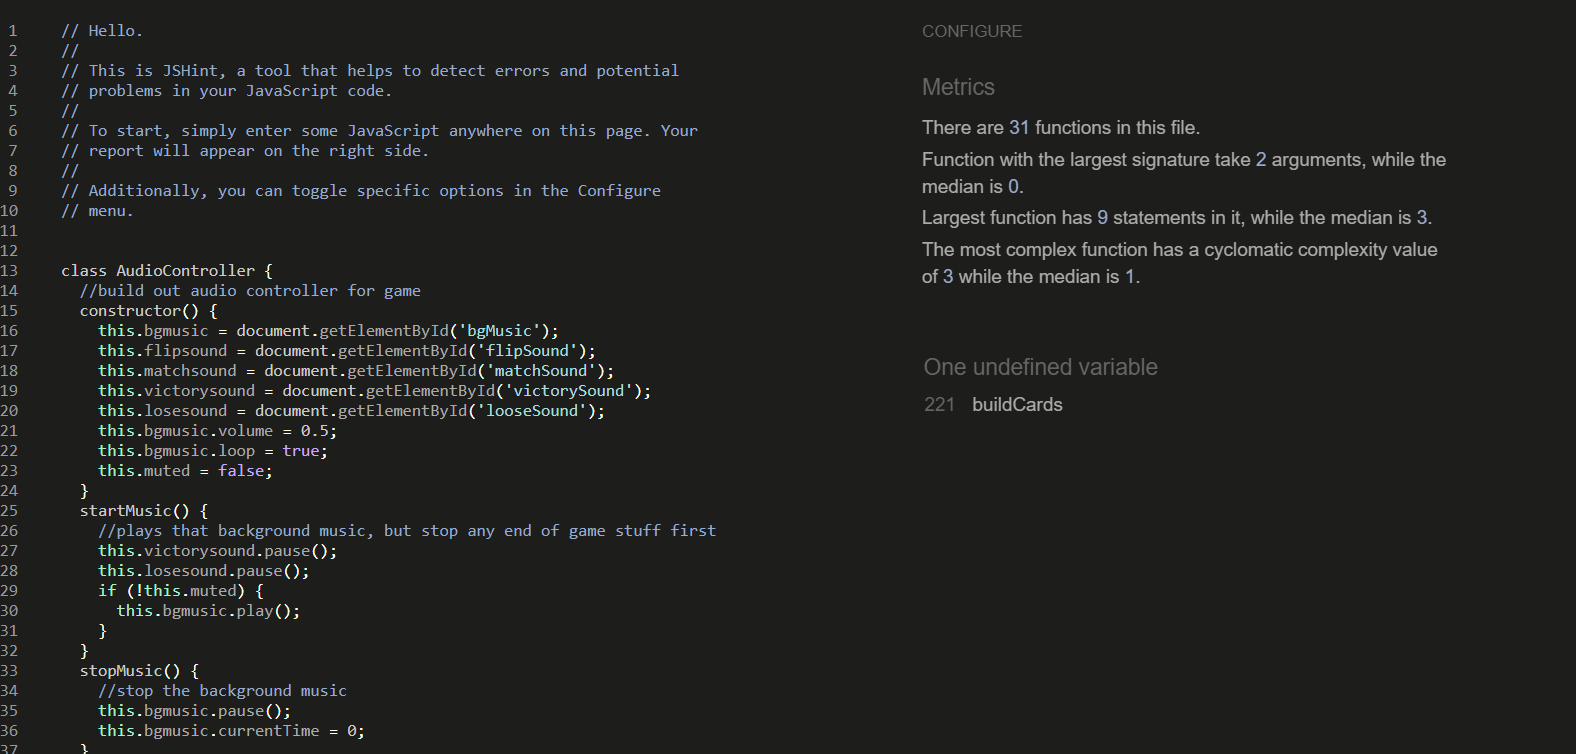 1 // Hello.
2 //
3 // This is JSHint, a tool that helps to detect errors and potential
4 // problems in your JavaScript code.
5 //
6 // To start, simply enter some JavaScript anywhere on this page. Your
7 // report will appear on the right side.
8 //
9 // Additionally, you can toggle specific options in the Configure
10 // menu.
11
12
13 class AudioController {
14   //build out audio controller for game
15   constructor() {
16     this.bgmusic = document.getElementById('bgMusic');
17     this.flipsound = document.getElementById('flipSound');
18     this.matchsound = document.getElementById('matchSound');
19     this.victorysound = document.getElementById('victorySound');
20     this.losesound = document.getElementById('looseSound');
21     this.bgmusic.volume = 0.5;
22     this.bgmusic.loop = true;
23     this.muted = false;
24   }
25   startMusic() {
26     //plays that background music, but stop any end of game stuff first
27     this.victorysound.pause();
28     this.losesound.pause();
29     if (!this.muted) {
30       this.bgmusic.play();
31     }
32   }
33   stopMusic() {
34     //stop the background music
35     this.bgmusic.pause();
36     this.bgmusic.currentTime = 0;
37   }
CONFIGURE
Metrics
There are 31 functions in this file.
Function with the largest signature take 2 arguments, while the
median is 0.
Largest function has 9 statements in it, while the median is 3.
The most complex function has a cyclomatic complexity value
of 3 while the median is 1.
One undefined variable
221 buildCards